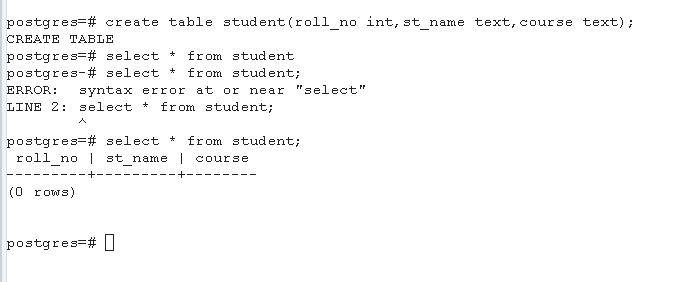 postgres=# create table student(roll_no int,st_name text,course text);
CREATE TABLE
postgres=# select * from student
postgres-# select * from student;
ERROR:  syntax error at or near "select"
LINE 2: select * from student;
        ^
postgres=# select * from student;
 roll_no | st_name | course
---------+---------+--------
(0 rows)
postgres=#